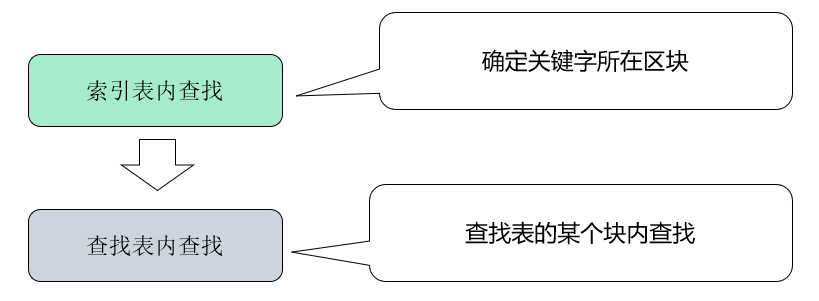 索引表内查找
确定关键字所在区块
查找表内查找
查找表的某个块内查找